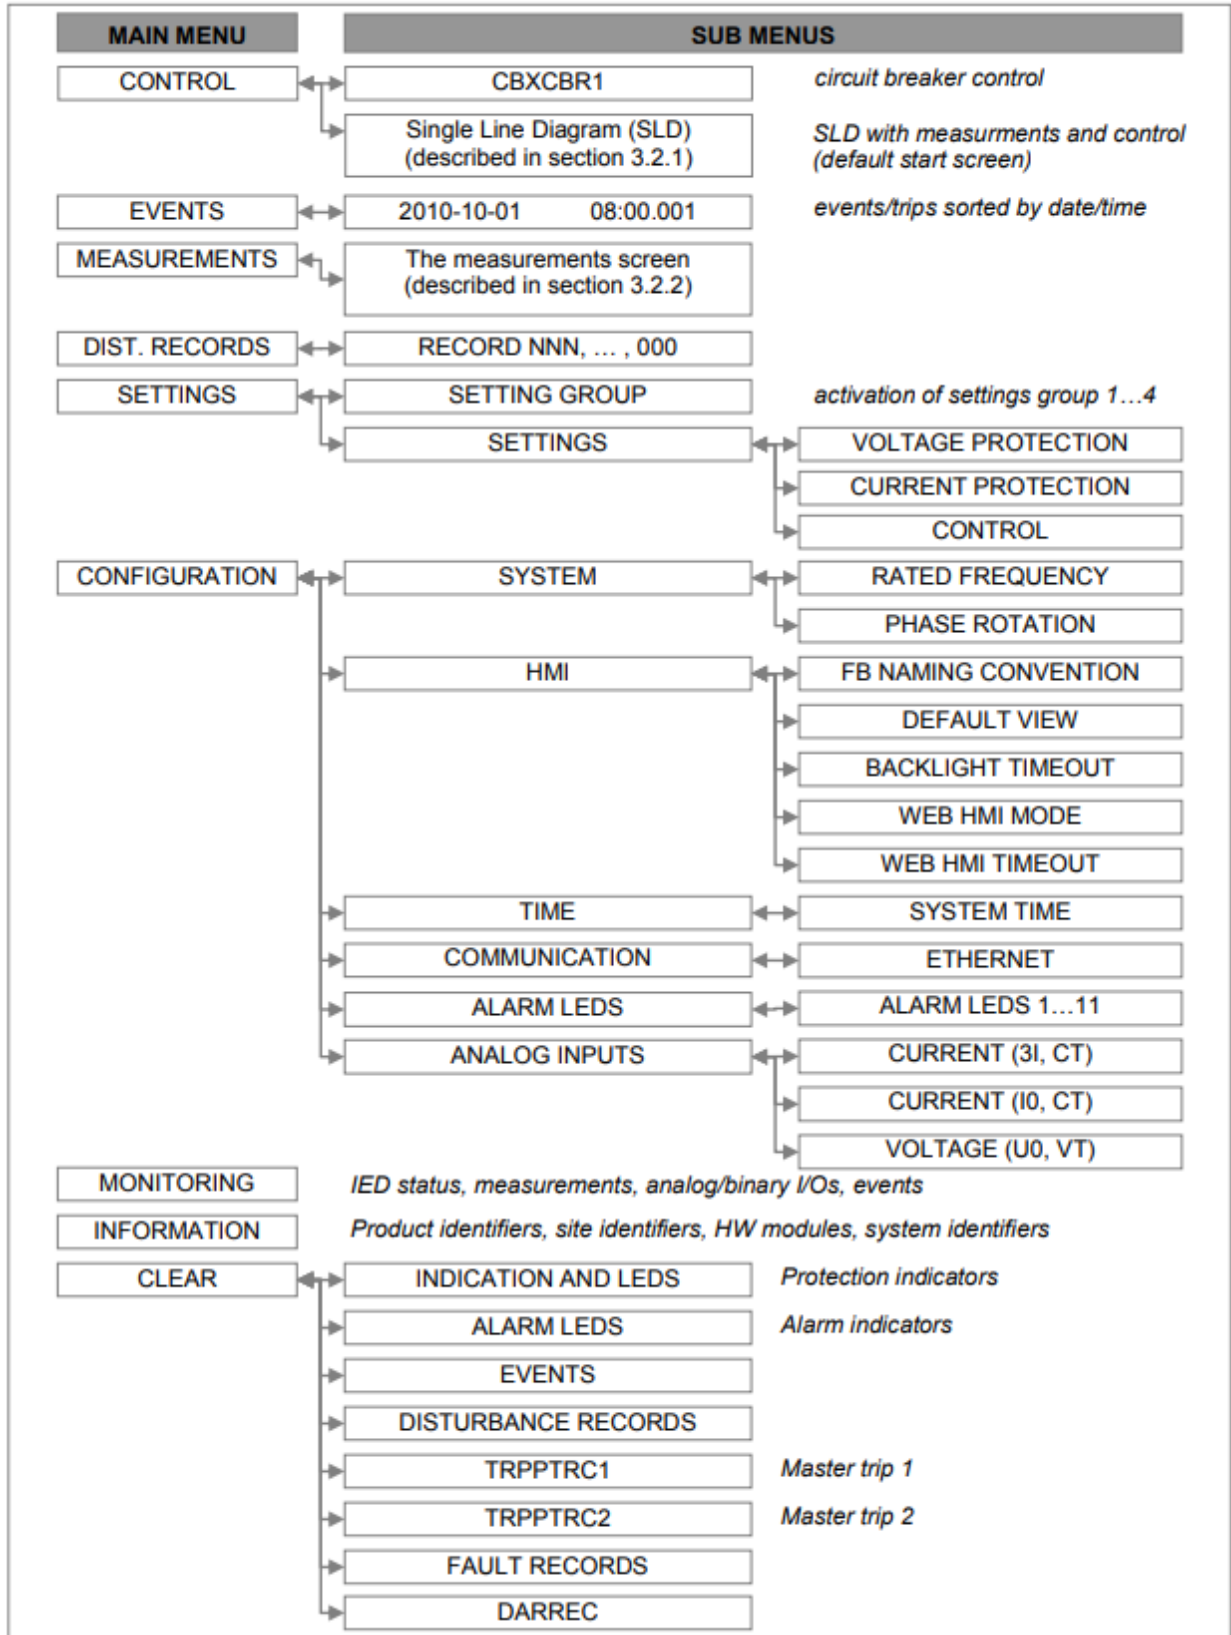 MAIN MENU
SUB MENUS
CONTROL
CBXCBR1
circuit breaker control
Single Line Diagram (SLD)
(described in section 3.2.1)
SLD with measurments and control
(default start screen)
EVENTS
2010-10-01 08:00.001
events/trips sorted by date/time
MEASUREMENTS
The measurements screen
(described in section 3.2.2)
DIST. RECORDS
RECORD NNN, ... , 000
SETTINGS
SETTING GROUP
activation of settings group 1...4
SETTINGS
VOLTAGE PROTECTION
CURRENT PROTECTION
CONTROL
CONFIGURATION
SYSTEM
RATED FREQUENCY
PHASE ROTATION
HMI
FB NAMING CONVENTION
DEFAULT VIEW
BACKLIGHT TIMEOUT
WEB HMI MODE
WEB HMI TIMEOUT
TIME
SYSTEM TIME
COMMUNICATION
ETHERNET
ALARM LEDS
ALARM LEDS 1...11
ANALOG INPUTS
CURRENT (3I, CT)
CURRENT (I0, CT)
VOLTAGE (U0, VT)
MONITORING
IED status, measurements, analog/binary I/Os, events
INFORMATION
Product identifiers, site identifiers, HW modules, system identifiers
CLEAR
INDICATION AND LEDS
Protection indicators
ALARM LEDS
Alarm indicators
EVENTS
DISTURBANCE RECORDS
TRPPTRC1
Master trip 1
TRPPTRC2
Master trip 2
FAULT RECORDS
DARREC